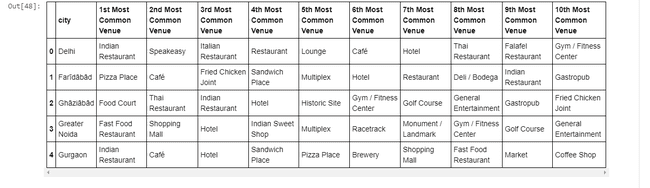 Out[48]:
city 1st Most Common Venue 2nd Most Common Venue 3rd Most Common Venue 4th Most Common Venue 5th Most Common Venue 6th Most Common Venue 7th Most Common Venue 8th Most Common Venue 9th Most Common Venue 10th Most Common Venue
0 Delhi Indian Restaurant Speakeasy Italian Restaurant Restaurant Lounge Café Hotel Thai Restaurant Falafel Restaurant Gym / Fitness Center
1 Farīdābād Pizza Place Café Fried Chicken Joint Sandwich Place Multiplex Hotel Restaurant Deli / Bodega Indian Restaurant Gastropub
2 Ghāziābād Food Court Thai Restaurant Indian Restaurant Hotel Historic Site Gym / Fitness Center Golf Course General Entertainment Gastropub Fried Chicken Joint
3 Greater Noida Fast Food Restaurant Shopping Mall Hotel Indian Sweet Shop Multiplex Racetrack Monument / Landmark Gym / Fitness Center Golf Course General Entertainment
4 Gurgaon Indian Restaurant Café Hotel Sandwich Place Pizza Place Brewery Shopping Mall Fast Food Restaurant Market Coffee Shop